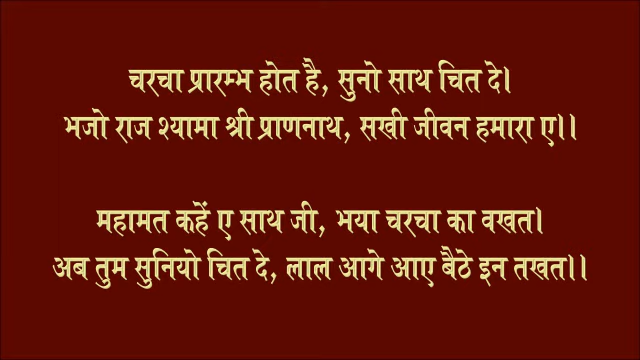 चरचा प्रारम्भ होत है, सुनो साथ चित दे।
भजो राज श्यामा श्री प्राणनाथ, सखी जीवन हमारा ए।।
महामत कहें ए साथ जी, भया चरचा का वखत।
अब तुम सुनियो चित दे, लाल आगे आए बैठे इन तखत।।